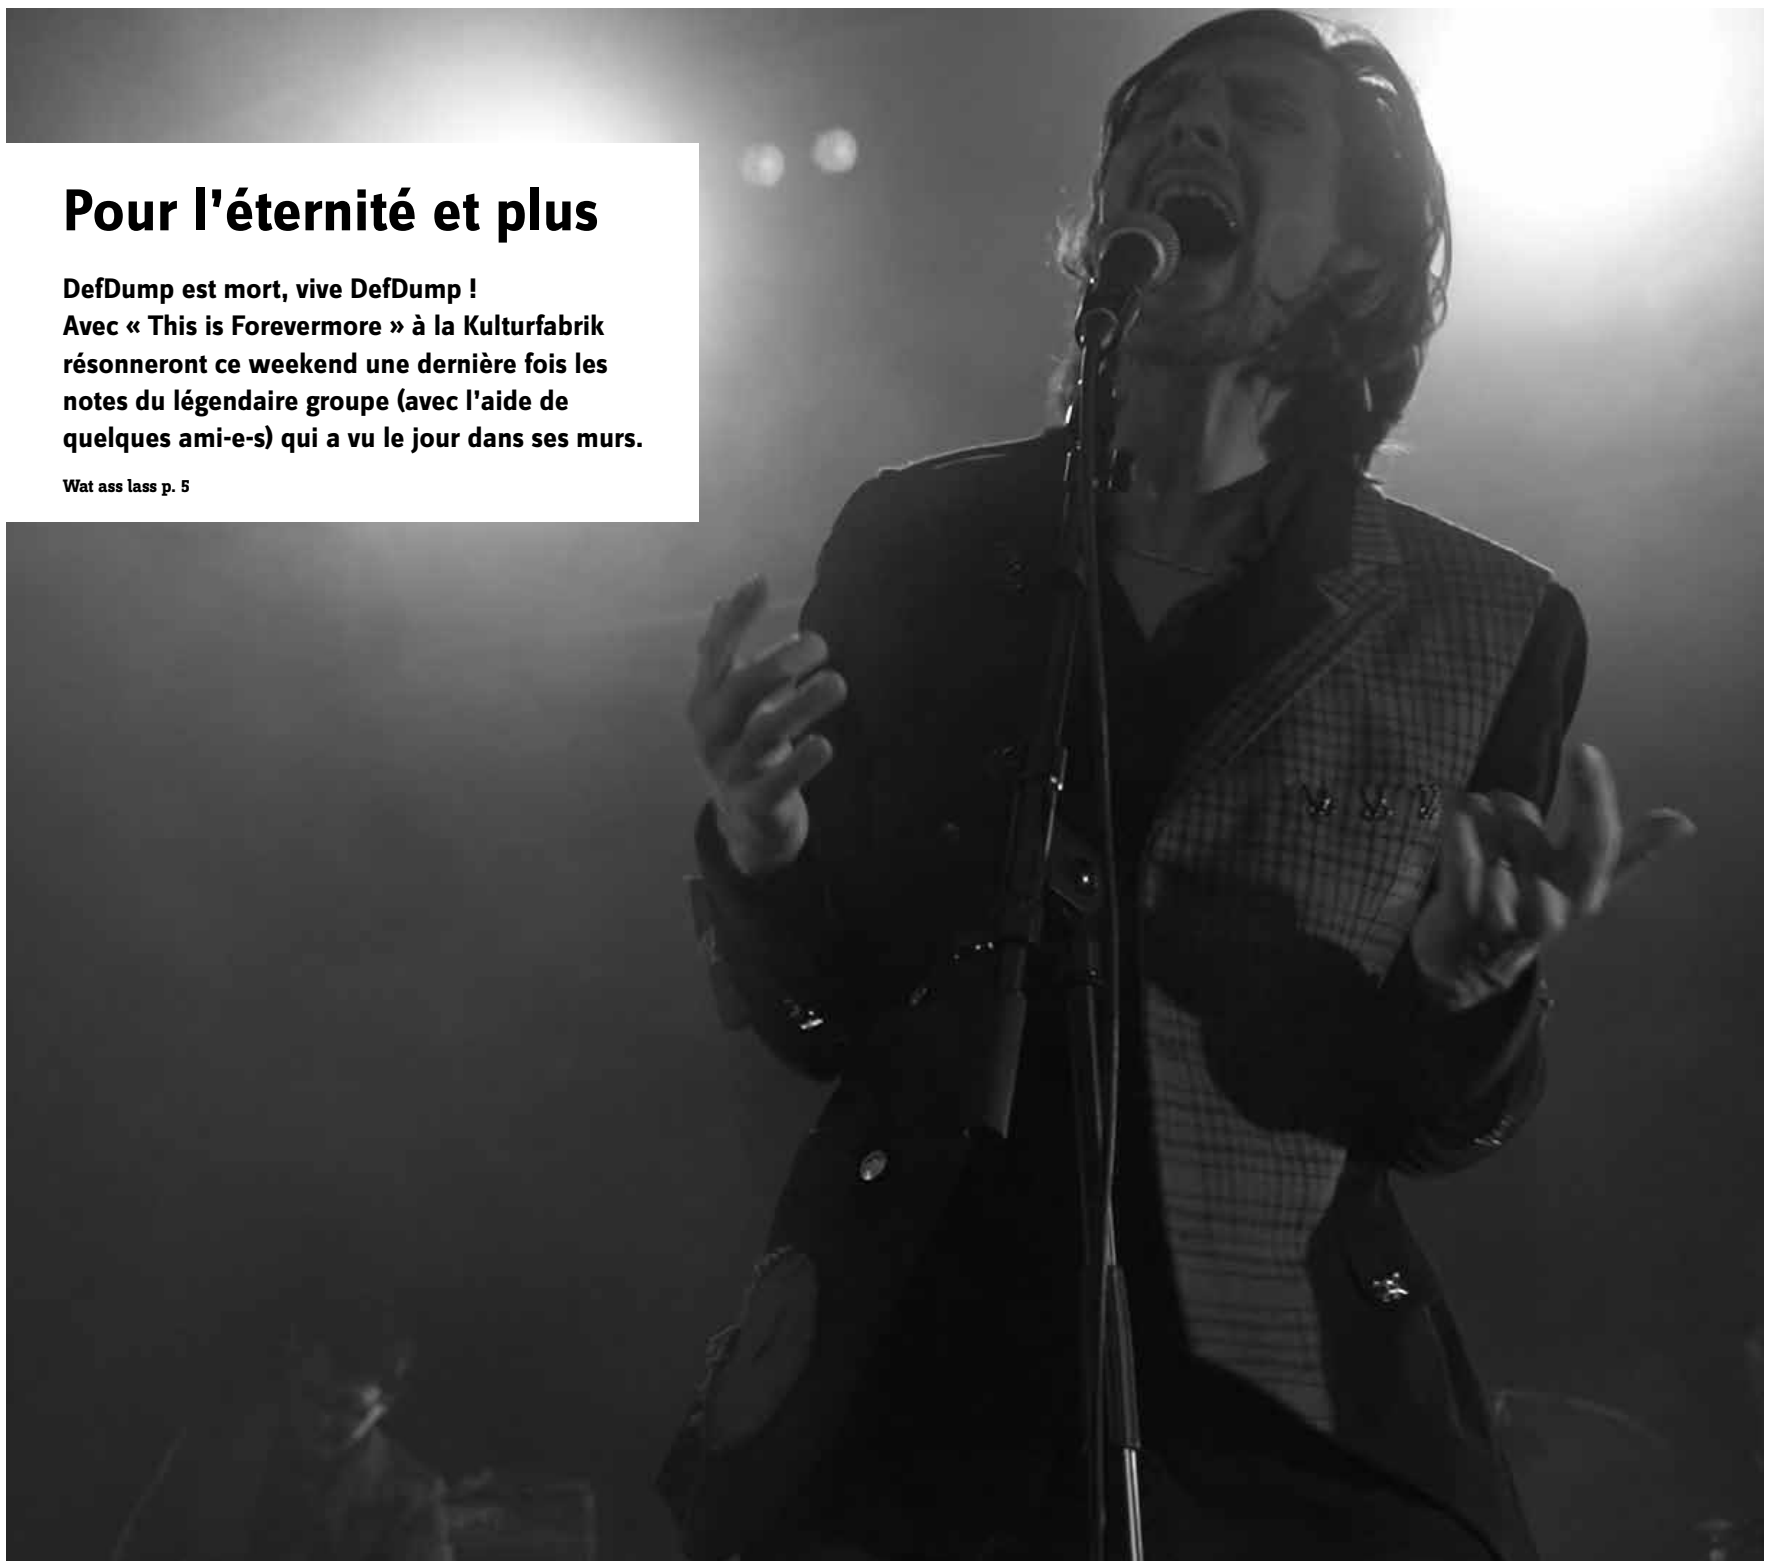 Pour l’éternité et plus
DefDump est mort, vive DefDump !
Avec « This is Forevermore » à la Kulturfabrik
résonneront ce weekend une dernière fois les
notes du légendaire groupe (avec l’aide de
quelques ami-e-s) qui a vu le jour dans ses murs.
Wat ass lass p. 5